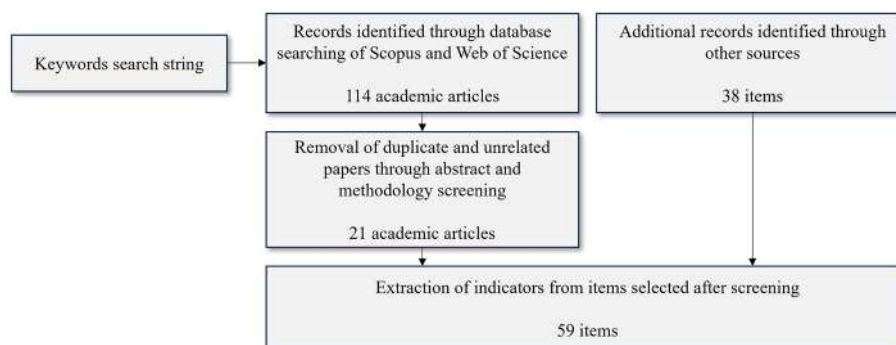 Keywords search string
Records identified through database
searching of Scopus and Web of Science
114 academic articles
Additional records identified through
other sources
38 items
Removal of duplicate and unrelated
papers through abstract and
methodology screening
21 academic articles
Extraction of indicators from items selected after screening
59 items